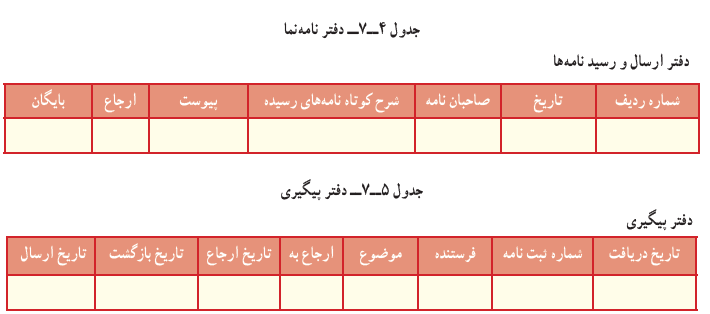 جدول ۴ــ۷ــ دفتر نامه‌نما
دفتر ارسال و رسید نامه‌ها
شماره ردیف تاریخ صاحبان نامه شرح کوتاه نامه‌های رسیده پیوست ارجاع بایگان
جدول ۵ــ۷ــ دفتر پیگیری
دفتر پیگیری
تاریخ دریافت شماره ثبت نامه فرستنده موضوع ارجاع به تاریخ ارجاع تاریخ بازگشت تاریخ ارسال